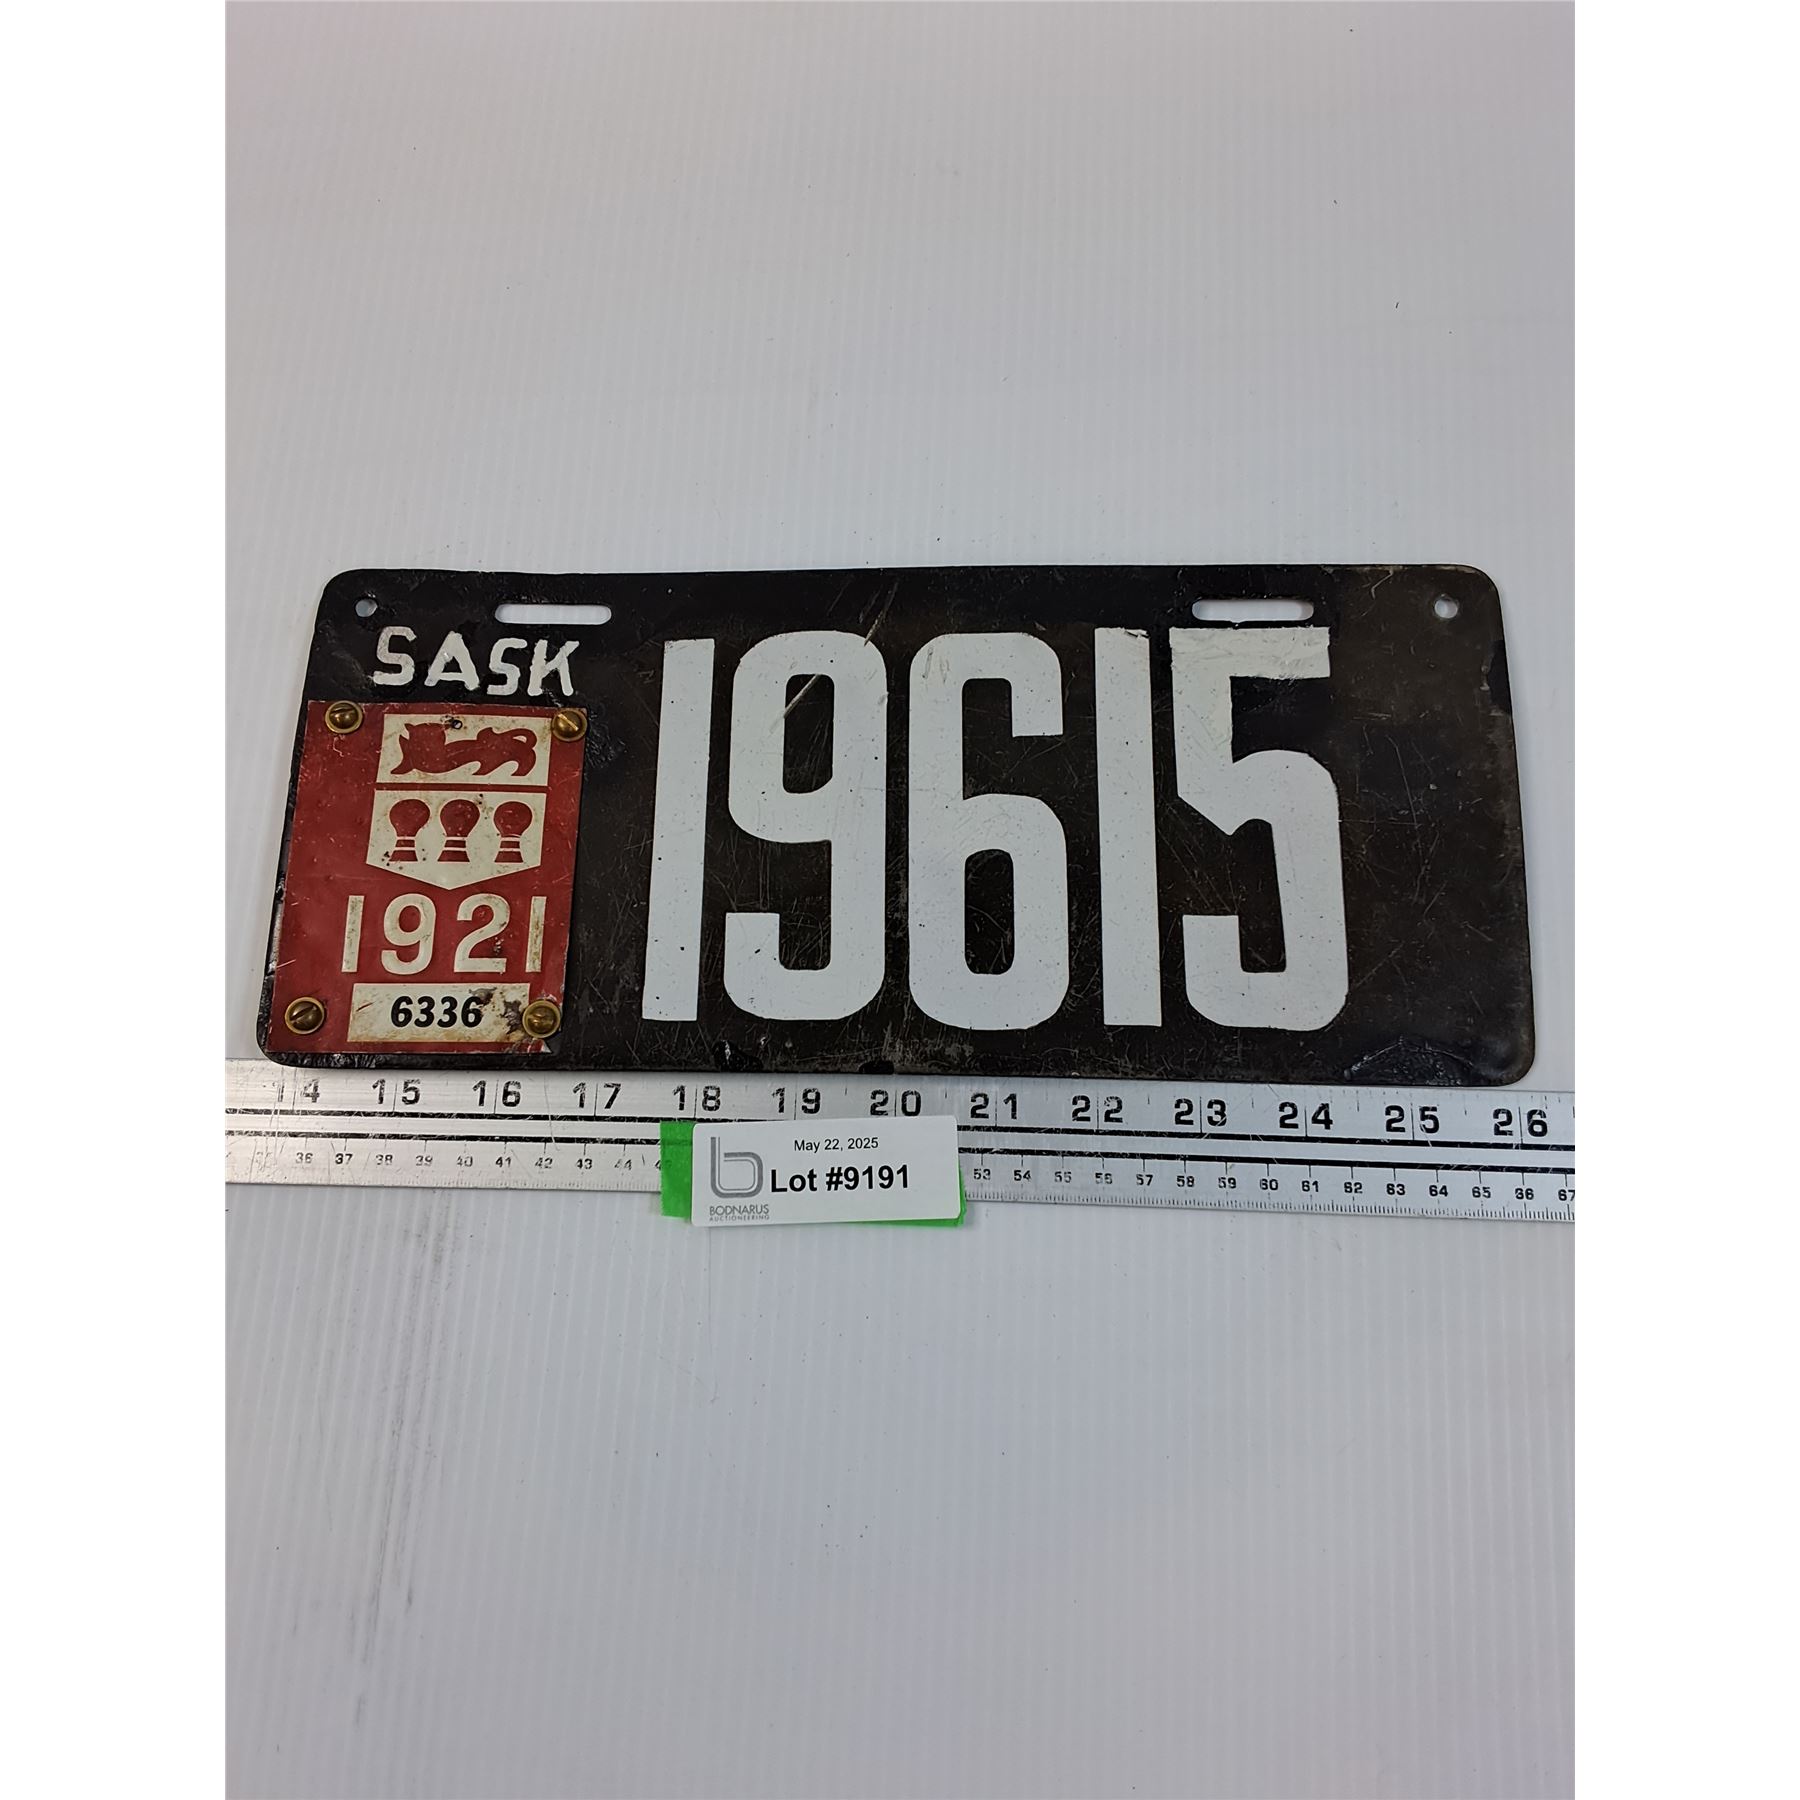 SASK
19615
1921
6336
14 15 16 17 18 19 20 21 22 23 24 25 26
36 37 38 39 40 41 42 43 44 53 54 55 56 57 58 59 60 61 62 63 64 65 66 67
May 22, 2025
Lot #9191
BODNARUS
AUCTIONEERING